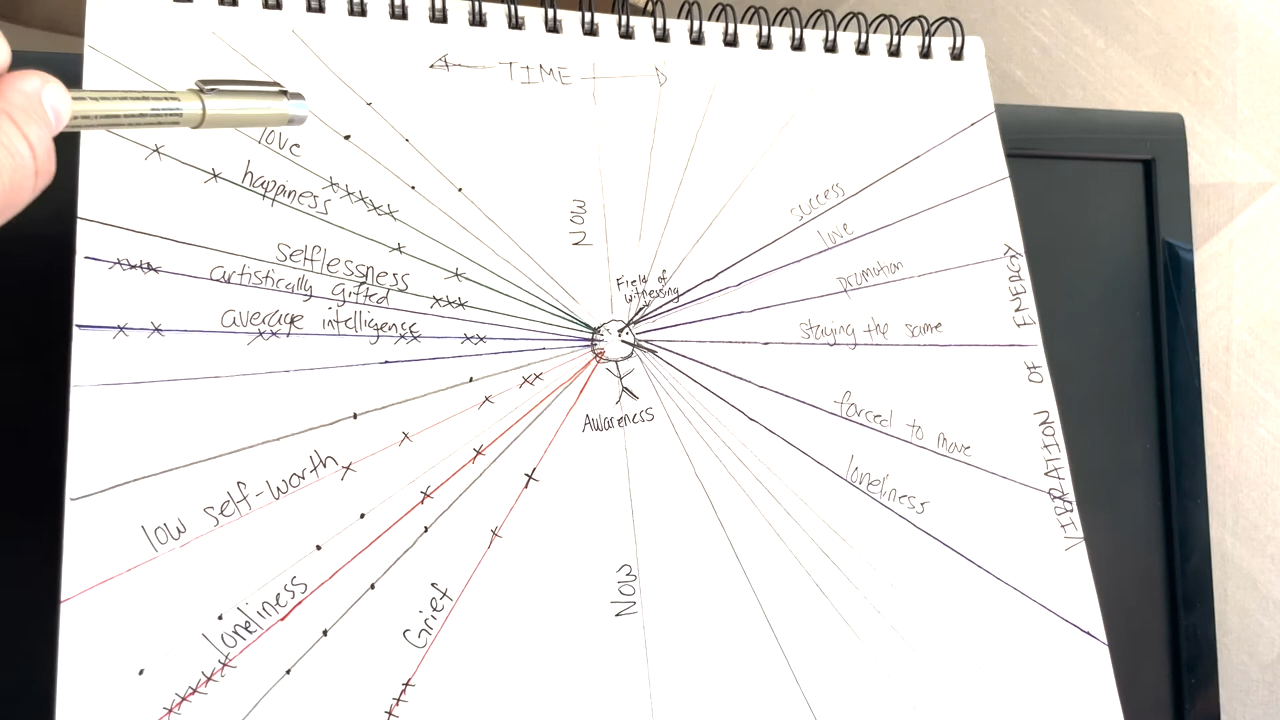 TIME
love
happiness
NOW
selflessness
artistically gifted
average intelligence
Field of
witnessing
success
love
promotion
staying the same
forced to move
loneliness
VIBRATION OF ENERGY
Awareness
low self-worth
loneliness
Grief
NOW